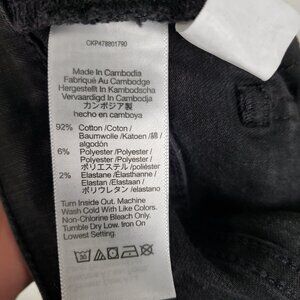 CKP478801790
Made In Cambodia
Fabriqué Au Cambodge
Hergestellt In Kambodscha
Vervaardigd In Cambodja
カンボジア製
hecho en camboya
92% Cotton /Coton /
Baumwolle /Katoen /綿 /
algodón
6% Polyester /Polyester /
Polyester /Polyester /
ポリエステル /poliéster
2% Elastane /Élasthanne /
Elastan /Elastaan /
ポリウレタン /elastano
Turn Inside Out. Machine
Wash Cold With Like Colors.
Non-Chlorine Bleach Only.
Tumble Dry Low. Iron On
Lowest Setting.